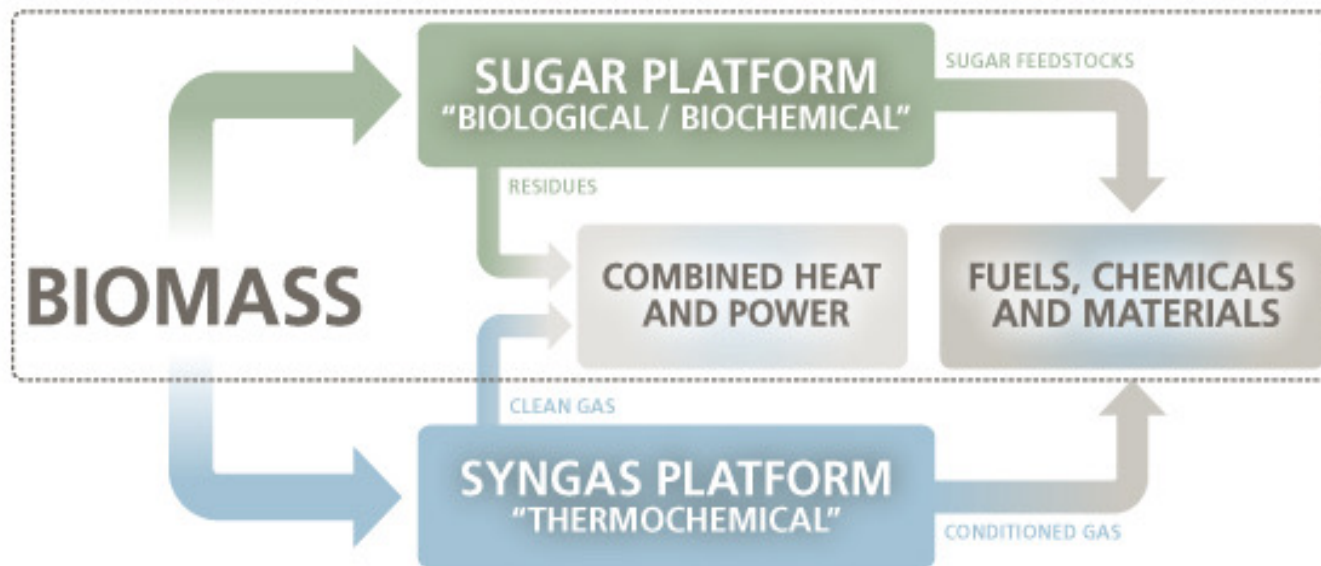 SUGAR PLATFORM
"BIOLOGICAL / BIOCHEMICAL"
SUGAR FEEDSTOCKS
RESIDUES
BIOMASS
COMBINED HEAT
AND POWER
FUELS, CHEMICALS
AND MATERIALS
CLEAN GAS
SYNGAS PLATFORM
"THERMOCHEMICAL"
CONDITIONED GAS